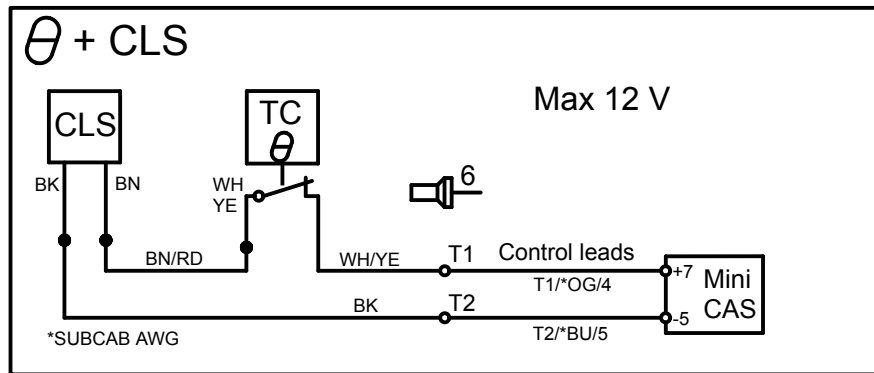 θ + CLS
Max 12 V
CLS
TC
θ
BK
BN
WH
YE
6
BN/RD
WH/YE
T1
Control leads
T1/*OG/4
+7
Mini
CAS
-5
BK
T2
T2/*BU/5
*SUBCAB AWG